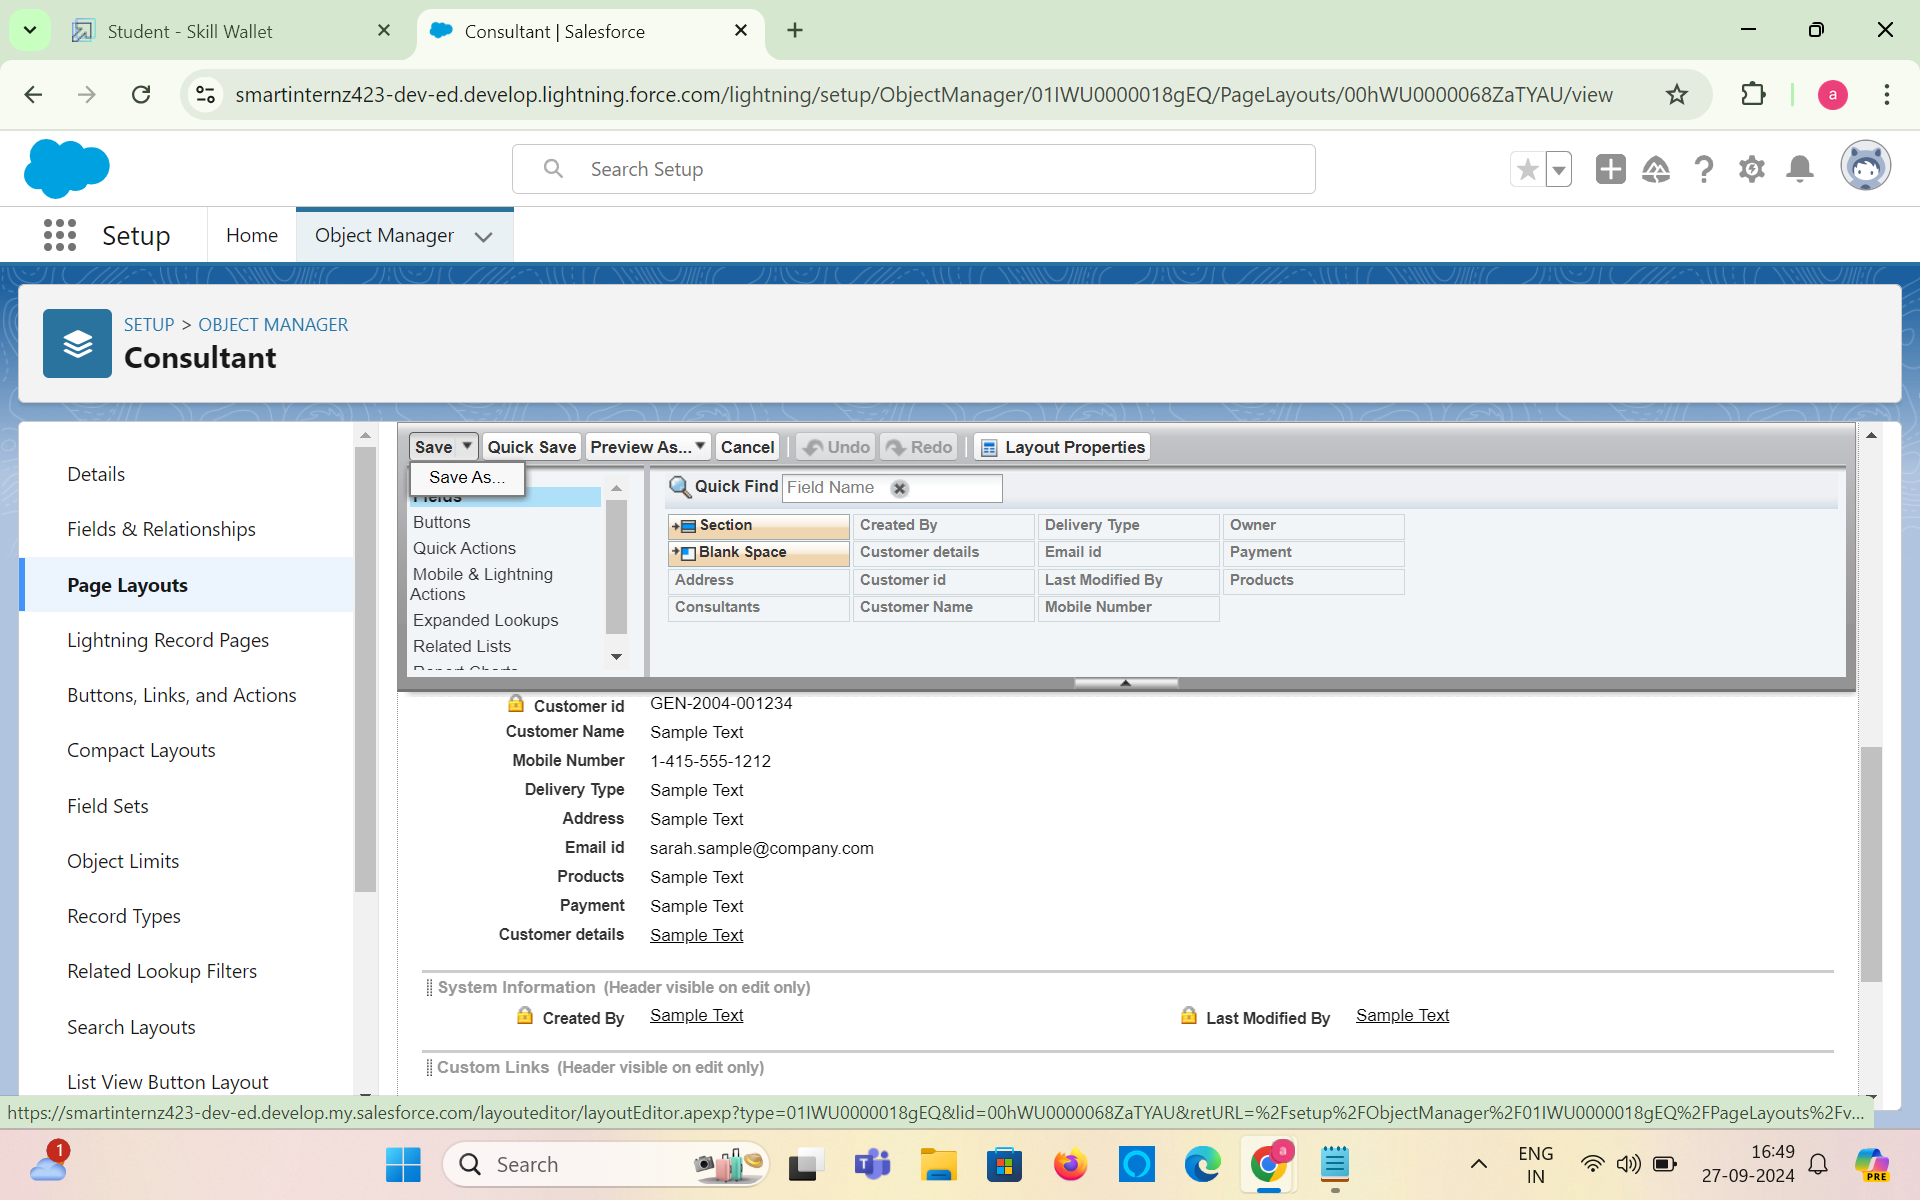 Student - Skill Wallet
Consultant | Salesforce
smartinternz423-dev-ed.develop.lightning.force.com/lightning/setup/ObjectManager/01IWU0000018gEQ/PageLayouts/00hWU0000068ZaTYAU/view
a
Search Setup
Setup
Home
Object Manager
SETUP > OBJECT MANAGER
Consultant
Details
Fields & Relationships
Page Layouts
Lightning Record Pages
Buttons, Links, and Actions
Compact Layouts
Field Sets
Object Limits
Record Types
Related Lookup Filters
Search Layouts
List View Button Layout
Save
Quick Save
Preview As...
Cancel
Undo
Redo
Layout Properties
Save As...
Fields
Buttons
Quick Actions
Mobile & Lightning
Actions
Expanded Lookups
Related Lists
Report Charts
Quick Find Field Name
Section Created By Delivery Type Owner
Blank Space Customer details Email id Payment
Address Customer id Last Modified By Products
Consultants Customer Name Mobile Number
Customer id GEN-2004-001234
Customer Name Sample Text
Mobile Number 1-415-555-1212
Delivery Type Sample Text
Address Sample Text
Email id sarah.sample@company.com
Products Sample Text
Payment Sample Text
Customer details Sample Text
System Information (Header visible on edit only)
Created By Sample Text Last Modified By Sample Text
Custom Links (Header visible on edit only)
https://smartinternz423-dev-ed.develop.my.salesforce.com/layouteditor/layoutEditor.apexp?type=01IWU0000018gEQ&lid=00hWU0000068ZaTYAU&retURL=%2Fsetup%2FObjectManager%2F01IWU0000018gEQ%2FPageLayouts%2Fv...
1
Search
a
ENG
IN
16:49
27-09-2024
PRE